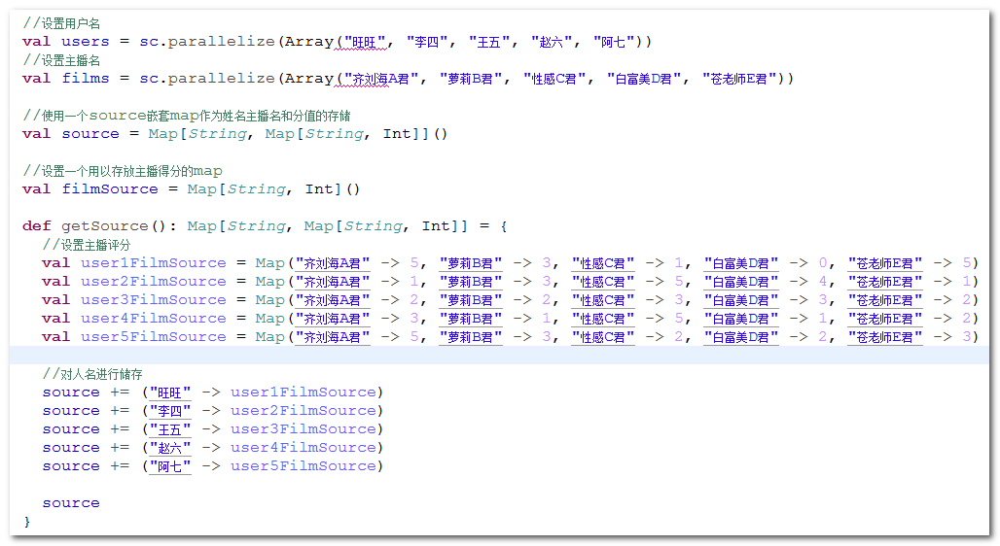 //设置用户名
val users = sc.parallelize(Array("旺旺", "李四", "王五", "赵六", "阿七"))
//设置主播名
val films = sc.parallelize(Array("齐刘海A君", "萝莉B君", "性感C君", "白富美D君", "苍老师E君"))
//使用一个source嵌套map作为姓名主播名和分值的存储
val source = Map[String, Map[String, Int]]()
//设置一个用以存放主播得分的map
val filmSource = Map[String, Int]()
def getSource(): Map[String, Map[String, Int]] = {
//设置主播评分
val user1FilmSource = Map("齐刘海A君" -> 5, "萝莉B君" -> 3, "性感C君" -> 1, "白富美D君" -> 0, "苍老师E君" -> 5)
val user2FilmSource = Map("齐刘海A君" -> 1, "萝莉B君" -> 3, "性感C君" -> 5, "白富美D君" -> 4, "苍老师E君" -> 1)
val user3FilmSource = Map("齐刘海A君" -> 2, "萝莉B君" -> 2, "性感C君" -> 3, "白富美D君" -> 3, "苍老师E君" -> 2)
val user4FilmSource = Map("齐刘海A君" -> 3, "萝莉B君" -> 1, "性感C君" -> 5, "白富美D君" -> 1, "苍老师E君" -> 2)
val user5FilmSource = Map("齐刘海A君" -> 5, "萝莉B君" -> 3, "性感C君" -> 2, "白富美D君" -> 2, "苍老师E君" -> 3)
//对人名进行储存
source += ("旺旺" -> user1FilmSource)
source += ("李四" -> user2FilmSource)
source += ("王五" -> user3FilmSource)
source += ("赵六" -> user4FilmSource)
source += ("阿七" -> user5FilmSource)
source
}